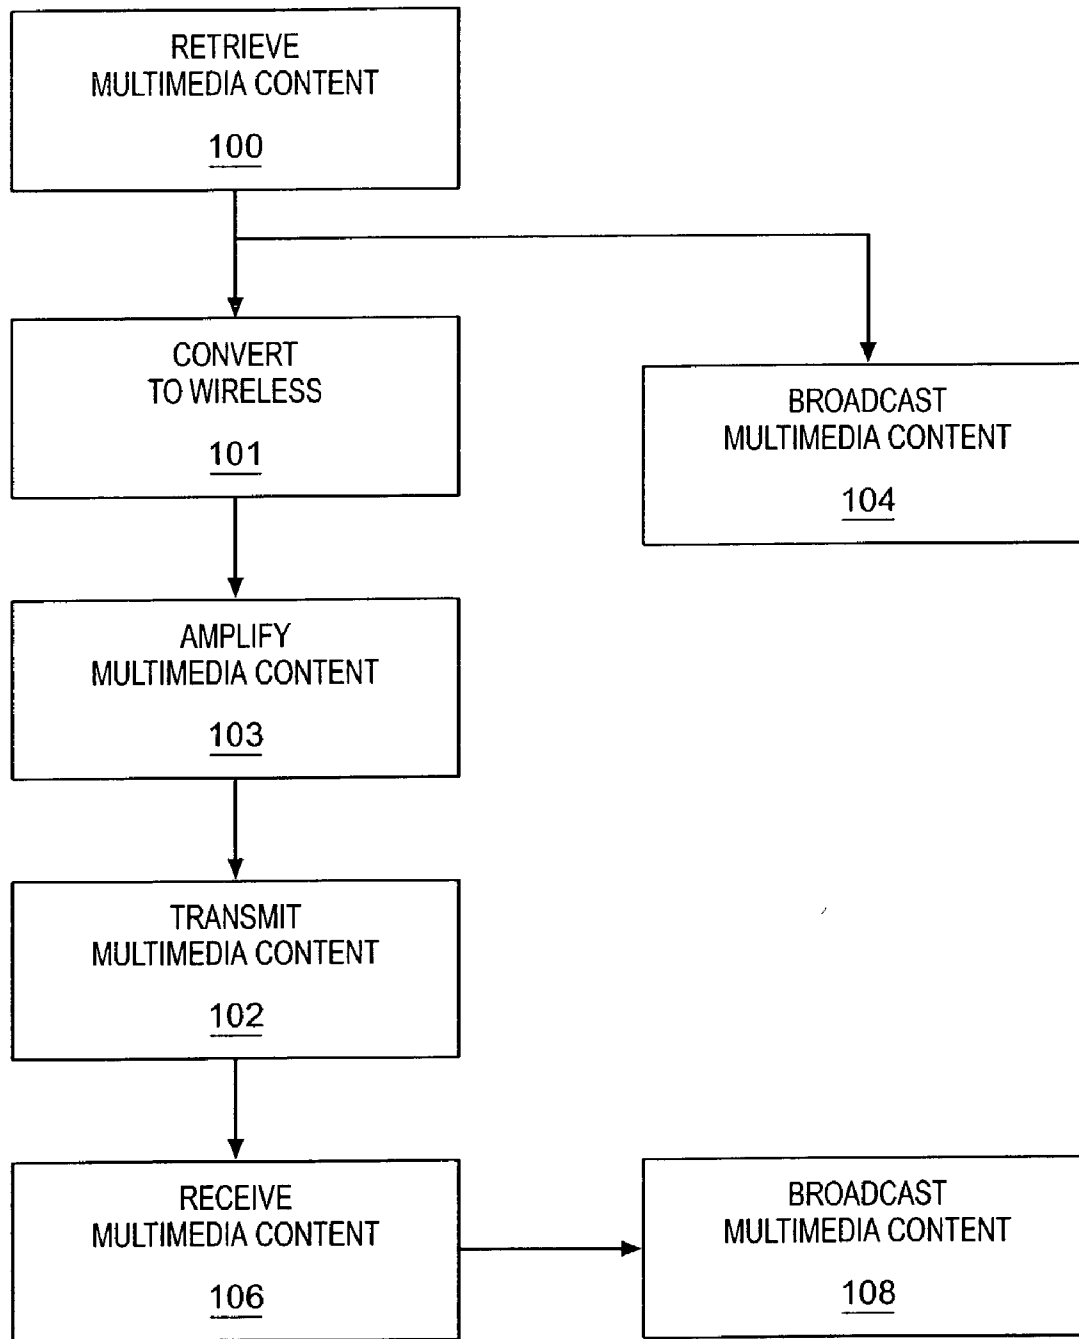 RETRIEVE
MULTIMEDIA CONTENT
100
CONVERT
TO WIRELESS
101
BROADCAST
MULTIMEDIA CONTENT
104
AMPLIFY
MULTIMEDIA CONTENT
103
TRANSMIT
MULTIMEDIA CONTENT
102
RECEIVE
MULTIMEDIA CONTENT
106
BROADCAST
MULTIMEDIA CONTENT
108